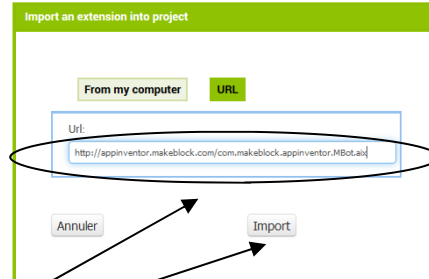 Import an extension into project
From my computer URL
Url:
http://appinventor.makeblock.com/com.makeblock.appinventor.MBot.aix
Annuler Import